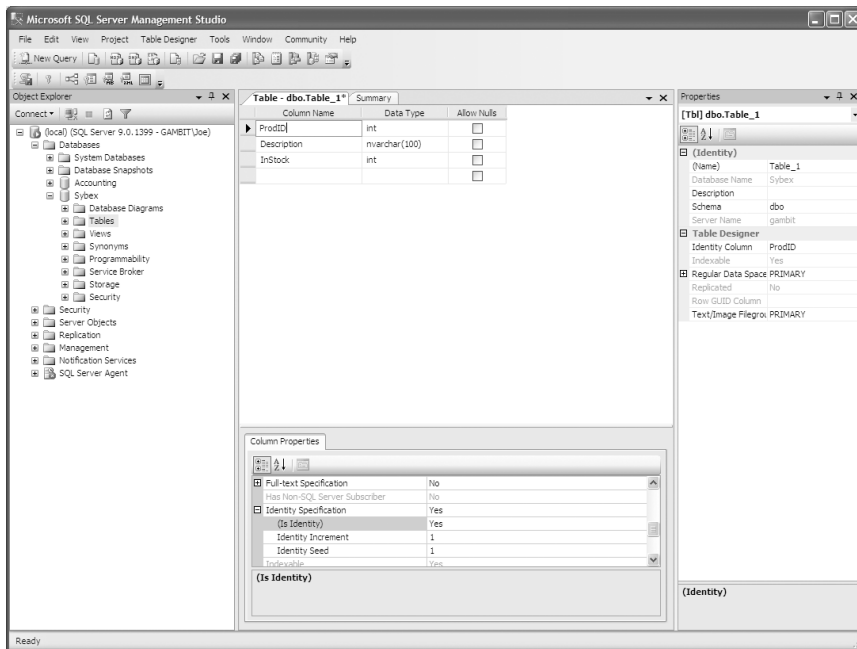 Microsoft SQL Server Management Studio
File Edit View Project Table Designer Tools Window Community Help
New Query
Object Explorer
Connect
(local) (SQL Server 9.0.1399 - GAMBIT\Joe)
Databases
System Databases
Database Snapshots
Accounting
Sybex
Database Diagrams
Tables
Views
Synonyms
Programmability
Service Broker
Storage
Security
Security
Server Objects
Replication
Management
Notification Services
SQL Server Agent
Table - dbo.Table_1* Summary
Column Name Data Type Allow Nulls
ProdID int
Description nvarchar(100)
InStock int
Column Properties
Full-text Specification No
Has Non-SQL Server Subscriber No
Identity Specification Yes
(Is Identity) Yes
Identity Increment 1
Identity Seed 1
Indexable Yes
(Is Identity)
Properties
[Tbl] dbo.Table_1
(Identity)
(Name) Table_1
Database Name Sybex
Description
Schema dbo
Server Name gambit
Table Designer
Identity Column ProdID
Indexable Yes
Regular Data Space PRIMARY
Replicated No
Row GUID Column
Text/Image Filegrou PRIMARY
(Identity)
Ready